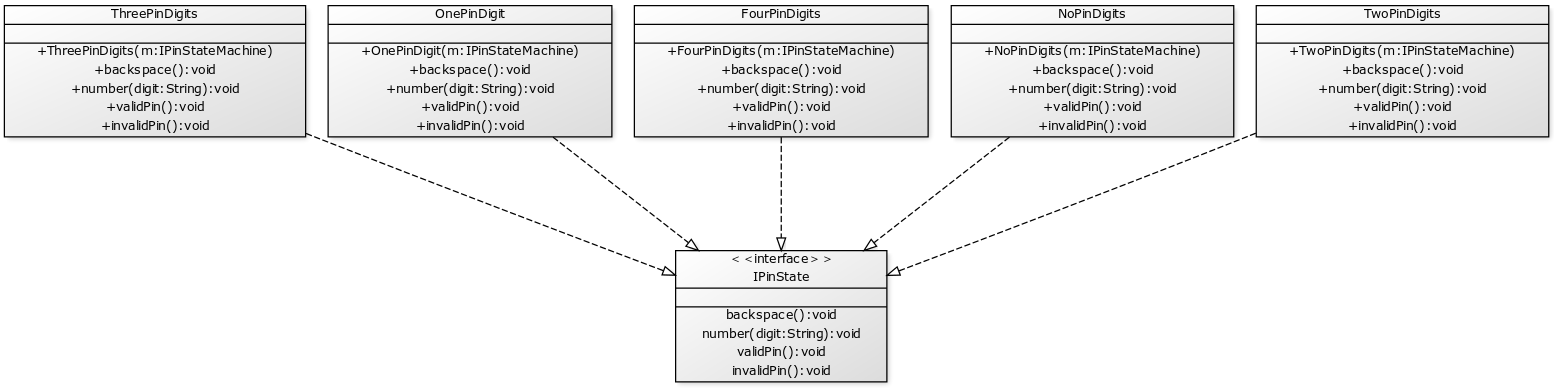 ThreePinDigits
+ThreePinDigits(m:IPinStateMachine)
+backspace():void
+number(digit:String):void
+validPin():void
+invalidPin():void
OnePinDigit
+OnePinDigit(m:IPinStateMachine)
+backspace():void
+number(digit:String):void
+validPin():void
+invalidPin():void
FourPinDigits
+FourPinDigits(m:IPinStateMachine)
+backspace():void
+number(digit:String):void
+validPin():void
+invalidPin():void
NoPinDigits
+NoPinDigits(m:IPinStateMachine)
+backspace():void
+number(digit:String):void
+validPin():void
+invalidPin():void
TwoPinDigits
+TwoPinDigits(m:IPinStateMachine)
+backspace():void
+number(digit:String):void
+validPin():void
+invalidPin():void
<<interface>>
IPinState
backspace():void
number(digit:String):void
validPin():void
invalidPin():void